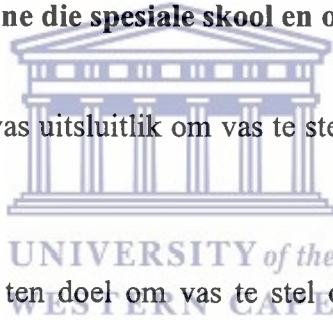 ne die spesiale skool en o
vas uitsluitlik om vas te ste
UNIVERSITY of the
ten doel om vas te stel
WESTERN CAPE